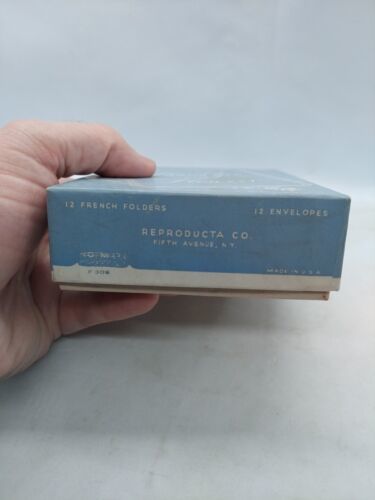 12 FRENCH FOLDERS
12 ENVELOPES
REPRODUCTA CO.
FIFTH AVENUE, N.Y.
MADE IN U.S.A.